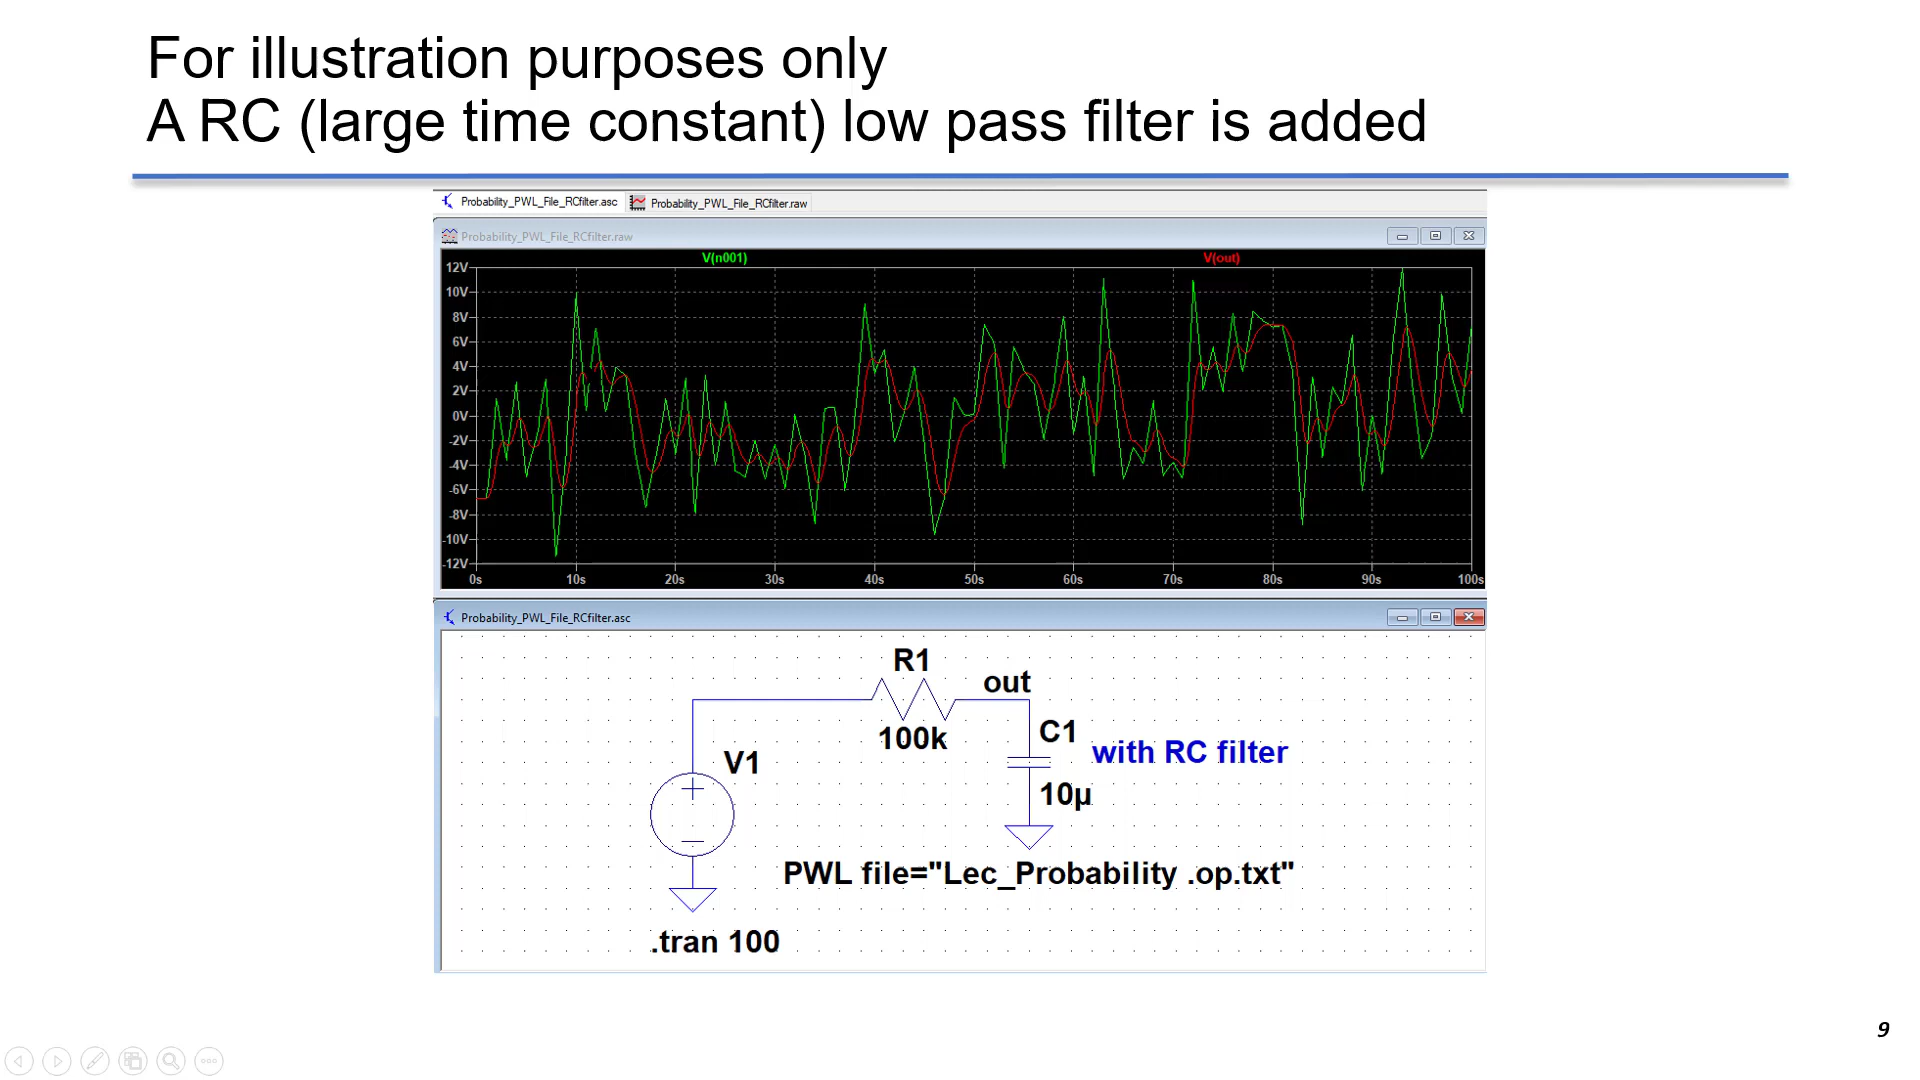 For illustration purposes only
A RC (large time constant) low pass filter is added
Probability_PWL_File_RCfilter.asc
Probability_PWL_File_RCfilter.raw
Probability_PWL_File_RCfilter.raw
V(n001)
V(out)
12V
10V
8V
6V
4V
2V
0V
-2V
-4V
-6V
-8V
-10V
-12V
0s
10s
20s
30s
40s
50s
60s
70s
80s
90s
100s
Probability_PWL_File_RCfilter.asc
R1
out
100k
C1
with RC filter
V1
10µ
PWL file="Lec_Probability .op.txt"
.tran 100
9